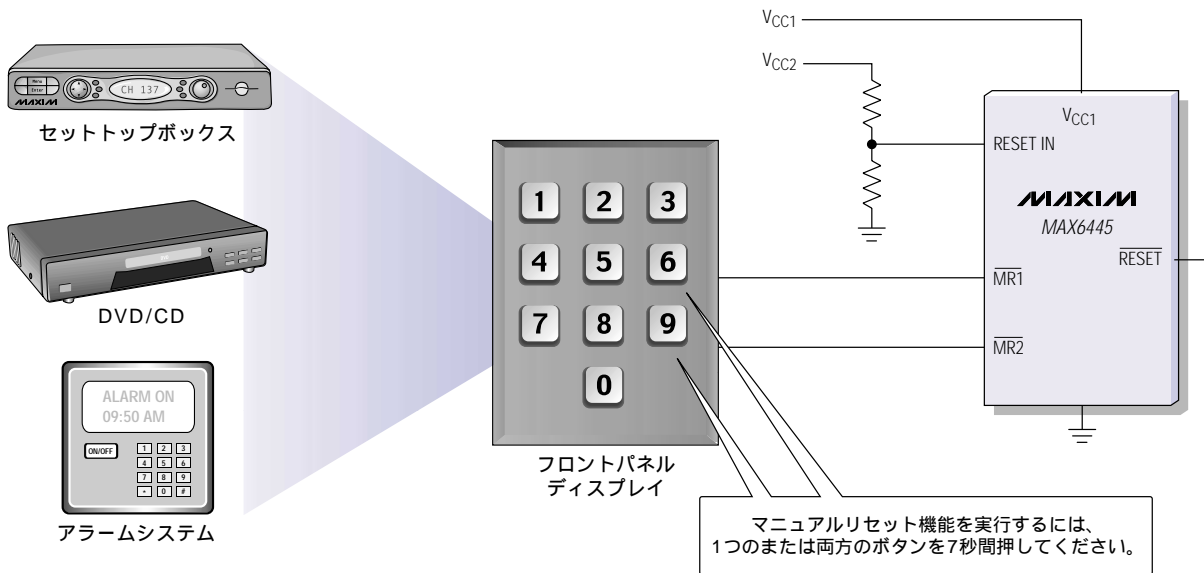 Menu
Enter
CH 137
MAXIM
セットトップボックス
DVD/CD
ALARM ON
09:50 AM
ON/OFF
1 2 3
4 5 6
7 8 9
* 0 #
アラームシステム
1 2 3
4 5 6
7 8 9
0
フロントパネル
ディスプレイ
マニュアルリセット機能を実行するには、
1つのまたは両方のボタンを7秒間押してください。
VCC1
VCC2
VCC1
RESET IN
MAXIM
MAX6445
RESET
MR1
MR2